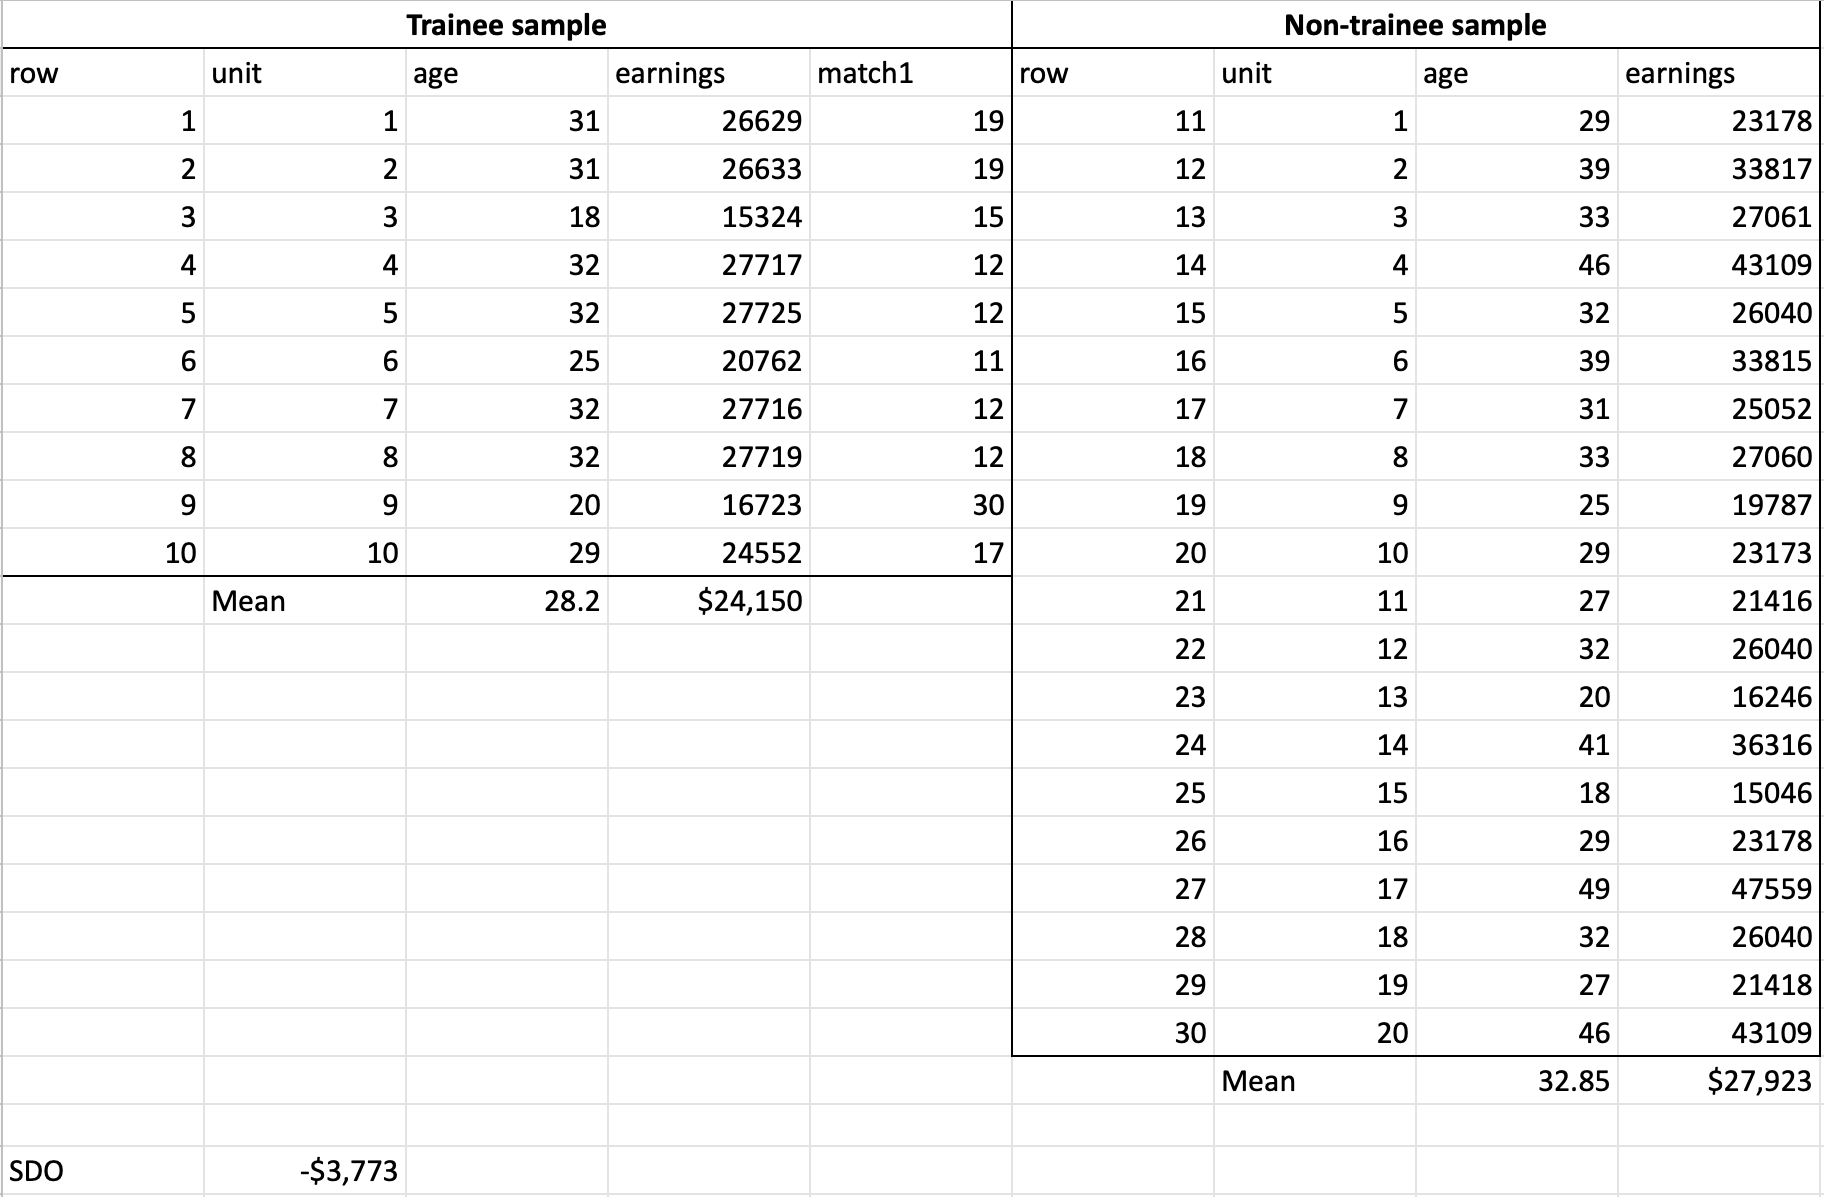 Trainee sample Non-trainee sample
row unit age earnings match1 row unit age earnings
1 1 31 26629 19 11 1 29 23178
2 2 31 26633 19 12 2 39 33817
3 3 18 15324 15 13 3 33 27061
4 4 32 27717 12 14 4 46 43109
5 5 32 27725 12 15 5 32 26040
6 6 25 20762 11 16 6 39 33815
7 7 32 27716 12 17 7 31 25052
8 8 32 27719 12 18 8 33 27060
9 9 20 16723 30 19 9 25 19787
10 10 29 24552 17 20 10 29 23173
Mean 28.2 $24,150 21 11 27 21416
22 12 32 26040
23 13 20 16246
24 14 41 36316
25 15 18 15046
26 16 29 23178
27 17 49 47559
28 18 32 26040
29 19 27 21418
30 20 46 43109
Mean 32.85 $27,923
SDO -$3,773